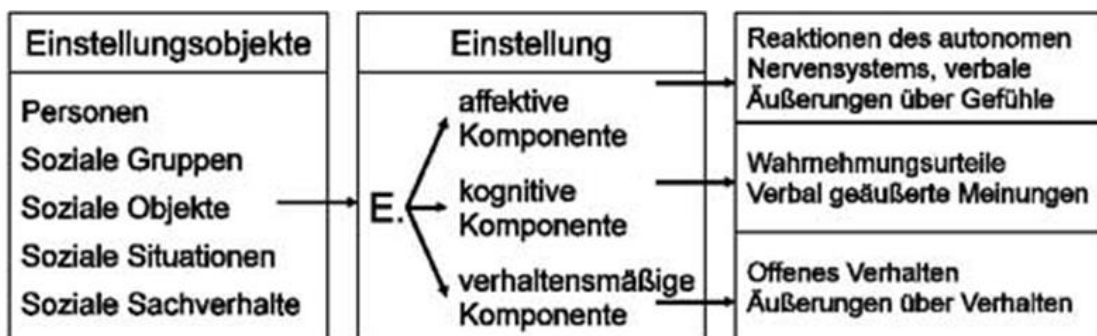 Einstellungsobjekte
Personen
Soziale Gruppen
Soziale Objekte
Soziale Situationen
Soziale Sachverhalte
Einstellung
E.
affektive
Komponente
kognitive
Komponente
verhaltensmäßige
Komponente
Reaktionen des autonomen
Nervensystems, verbale
Äußerungen über Gefühle
Wahrnehmungsurteile
Verbal geäußerte Meinungen
Offenes Verhalten
Äußerungen über Verhalten